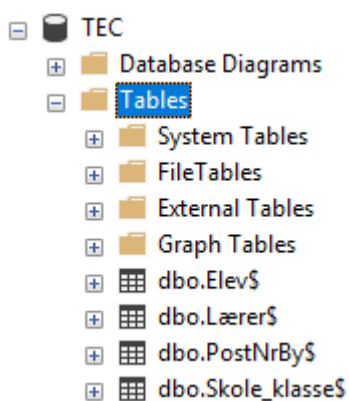 TEC
Database Diagrams
Tables
System Tables
FileTables
External Tables
Graph Tables
dbo.Elev$
dbo.Lærer$
dbo.PostNrBy$
dbo.Skole_klasse$